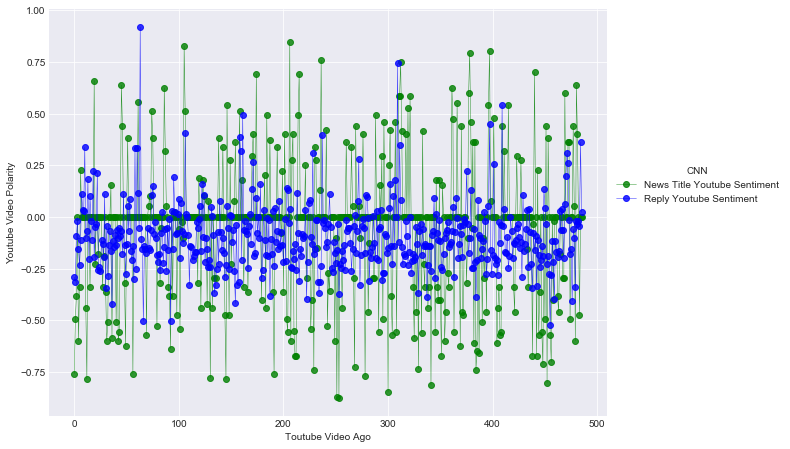 1.00
0.75
0.50
0.25
0.00
−0.25
−0.50
−0.75
Youtube Video Polarity
0
100
200
300
400
500
Toutube Video Ago
CNN
News Title Youtube Sentiment
Reply Youtube Sentiment